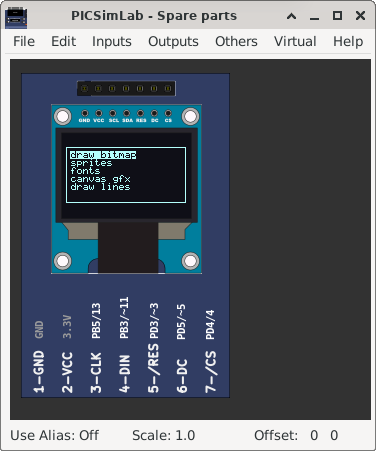 PICSimLab - Spare parts
File Edit Inputs Outputs Others Virtual Help
GND VCC SCL SDA RES DC CS
draw bitmap
sprites
fonts
canvas gfx
draw lines
1-GND GND
2-VCC 3.3V
3-CLK PB5/13
4-DIN PB3/~11
5-/RES PD3/~3
6-DC PD5/~5
7-/CS PD4/4
Use Alias: Off Scale: 1.0 Offset: 0 0